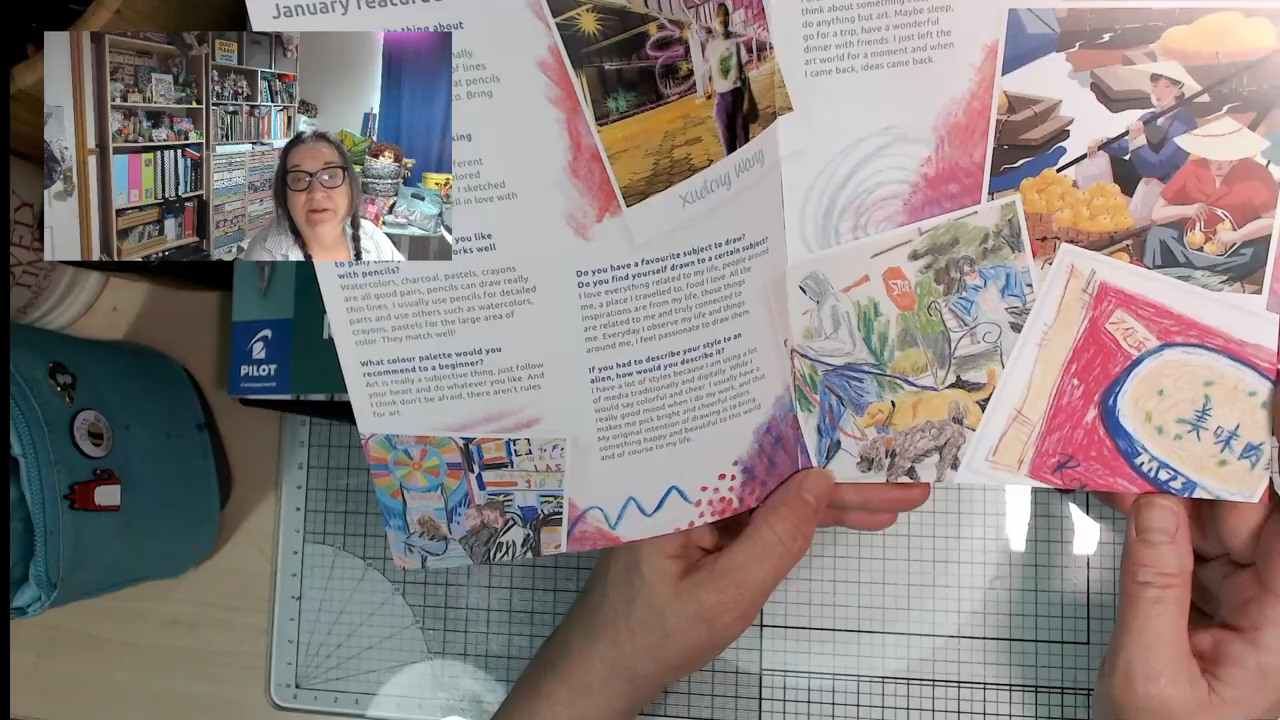 January feature
thing about
nally
of lines
at pencils
to. Bring
king
fferent
olored
I sketched
ell in love with
you like
works well
with pencils?
Watercolors, charcoal, pastels, crayons
are all good pairs, pencils can draw really
thin lines. I usually use pencils for detailed
parts and use others such as watercolors,
crayons, pastels for the large area of
color. They match well!
What colour palette would you
recommend to a beginner?
Art is really a subjective thing, just follow
your heart and do whatever you like. And
I think don't be afraid, there aren't rules
for art.
Xuetong Wang
Do you have a favourite subject to draw?
Do you find yourself drawn to a certain subject?
I love everything related to my life, people around
me, a place I travelled to, food I love. All the
inspirations are from my life, those things
are related to me and truly connected to
me. Everyday I observe my life and things
around me, I feel passionate to draw them
If you had to describe your style to an
alien, how would you describe it?
I have a lot of styles because I am using a lot
of media traditionally and digitally. While I
would say colorful and cheer. I usually have a
really good mood when I do my work, and that
makes me pick bright and cheerful colors.
My original intention of drawing is to bring
something happy and beautiful to this world
and of course to my life.
think about something else,
do anything but art. Maybe sleep,
go for a trip, have a wonderful
dinner with friends. I just left the
art world for a moment and when
I came back, ideas came back.
STOP
美味肉
PILOT
QUIET
PLEASE